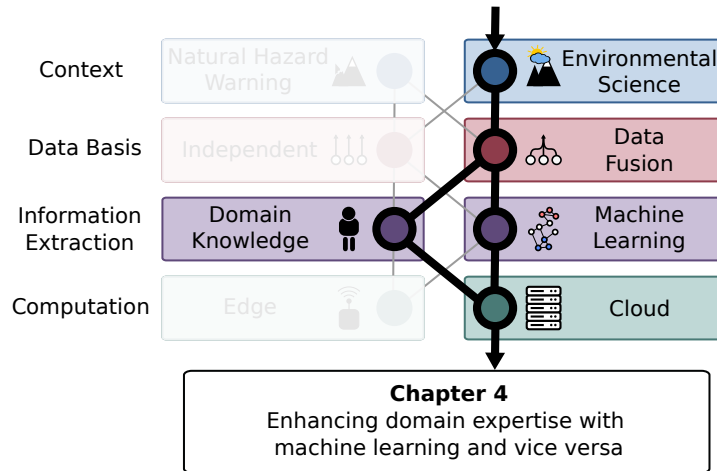 Context
Natural Hazard
Warning
Environmental
Science
Data Basis
Independent
Data
Fusion
Information
Extraction
Domain
Knowledge
Machine
Learning
Computation
Edge
Cloud
Chapter 4
Enhancing domain expertise with
machine learning and vice versa